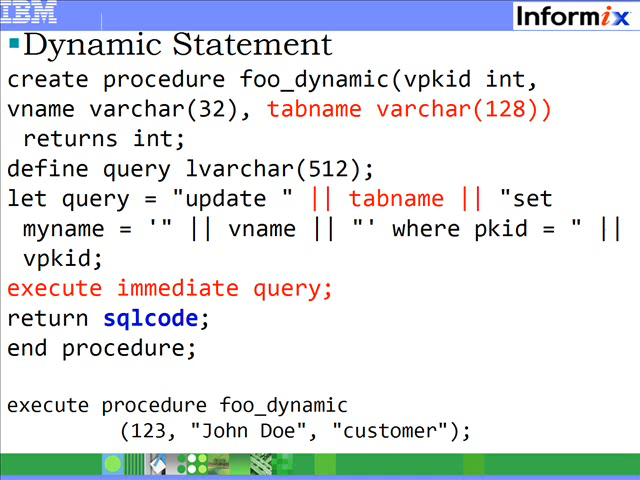 IBM
Informix
Dynamic Statement
create procedure foo_dynamic(vpkid int,
vname varchar(32), tabname varchar(128))
returns int;
define query lvarchar(512);
let query = "update " || tabname || "set
myname = '" || vname || "' where pkid = " ||
vpkid;
execute immediate query;
return sqlcode;
end procedure;
execute procedure foo_dynamic
(123, "John Doe", "customer");